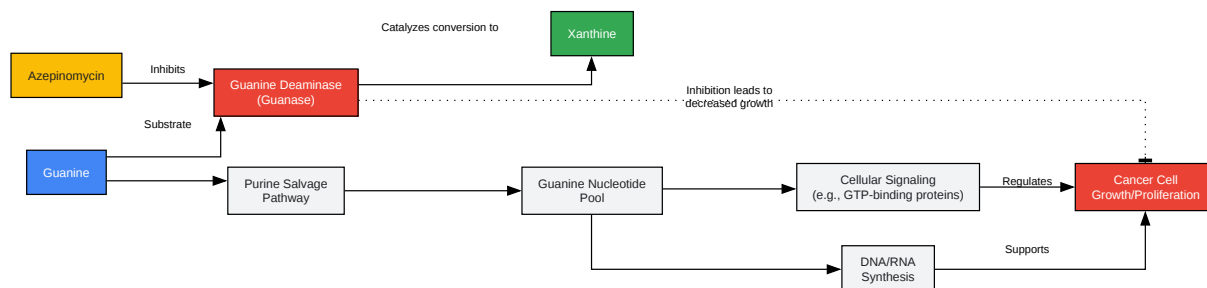 Catalyzes conversion to
Xanthine
Azepinomycin
Inhibits
Guanine Deaminase
(Guanase)
Inhibition leads to
decreased growth
Substrate
Guanine
Purine Salvage
Pathway
Guanine Nucleotide
Pool
Cellular Signaling
(e.g., GTP-binding proteins)
Regulates
Cancer Cell
Growth/Proliferation
DNA/RNA
Synthesis
Supports